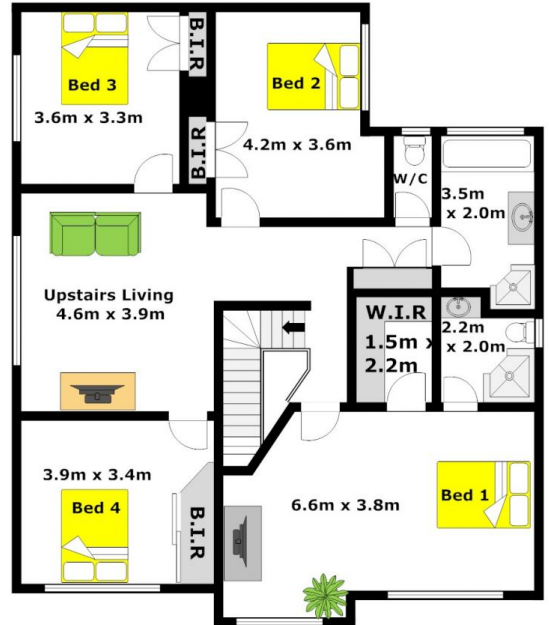 B.I.R
Bed 3
3.6m x 3.3m
Bed 2
4.2m x 3.6m
B.I.R
W/C
3.5m
x 2.0m
Upstairs Living
4.6m x 3.9m
W.I.R
1.5m x
2.2m
2.2m
x 2.0m
3.9m x 3.4m
Bed 4
B.I.R
6.6m x 3.8m
Bed 1